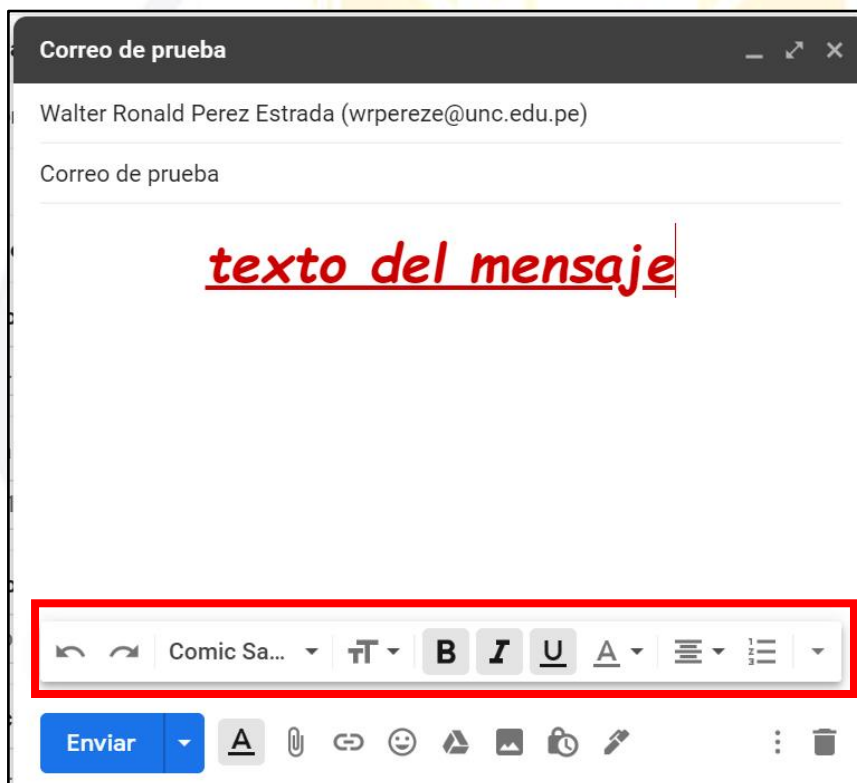 Correo de prueba
Walter Ronald Perez Estrada (wrpereze@unc.edu.pe)
Correo de prueba
texto del mensaje
Comic Sa... B I U A
Enviar A